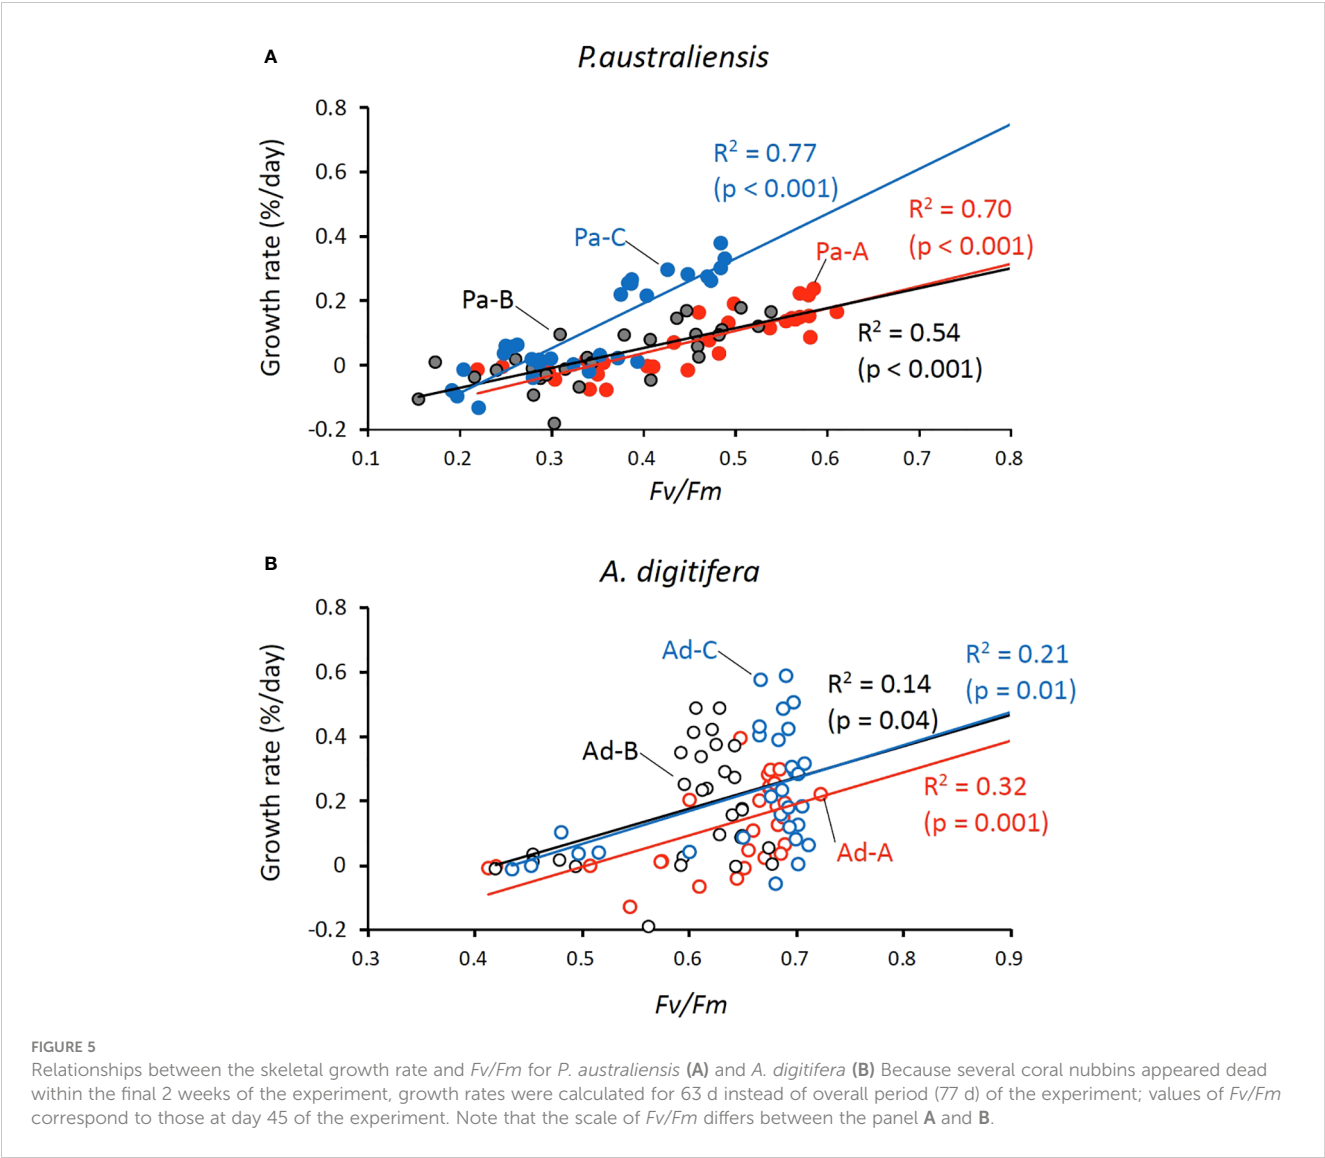 A
P.australiensis
Growth rate (%/day)
0.8
0.6
0.4
0.2
0
-0.2
0.1 0.2 0.3 0.4 0.5 0.6 0.7 0.8
Fv/Fm
R² = 0.77
(p < 0.001)
R² = 0.70
(p < 0.001)
Pa-C
Pa-A
Pa-B
R² = 0.54
(p < 0.001)
B
A. digitifera
Growth rate (%/day)
0.8
0.6
0.4
0.2
0
-0.2
0.3 0.4 0.5 0.6 0.7 0.8 0.9
Fv/Fm
Ad-C
R² = 0.21
(p = 0.01)
R² = 0.14
(p = 0.04)
Ad-B
R² = 0.32
(p = 0.001)
Ad-A
FIGURE 5
Relationships between the skeletal growth rate and Fv/Fm for P. australiensis (A) and A. digitifera (B) Because several coral nubbins appeared dead
within the final 2 weeks of the experiment, growth rates were calculated for 63 d instead of overall period (77 d) of the experiment; values of Fv/Fm
correspond to those at day 45 of the experiment. Note that the scale of Fv/Fm differs between the panel A and B.